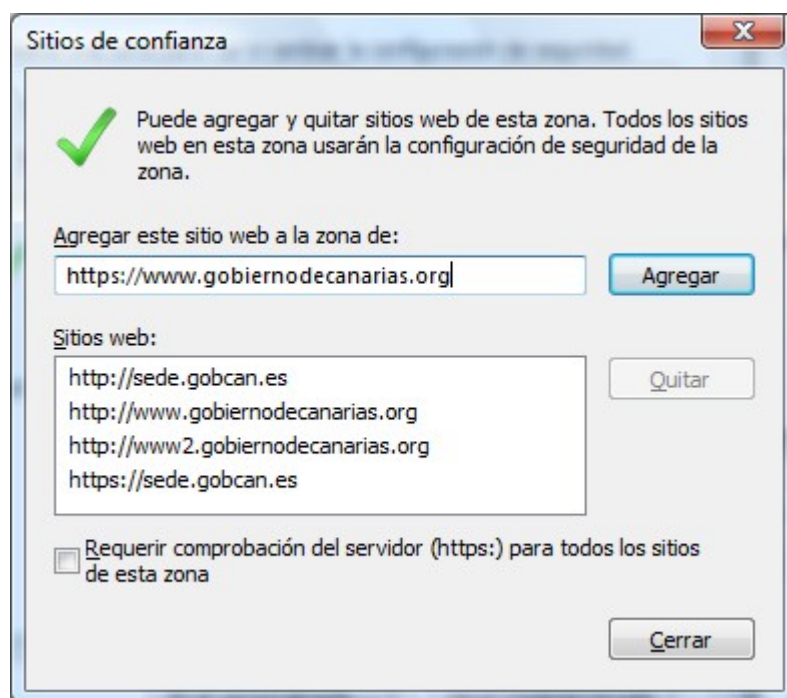 Sitios de confianza
Puede agregar y quitar sitios web de esta zona. Todos los sitios
web en esta zona usarán la configuración de seguridad de la
zona.
Agregar este sitio web a la zona de:
https://www.gobiernodecanarias.org
Agregar
Sitios web:
http://sede.gobcan.es
http://www.gobiernodecanarias.org
http://www2.gobiernodecanarias.org
https://sede.gobcan.es
Quitar
Requerir comprobación del servidor (https:) para todos los sitios
de esta zona
Cerrar